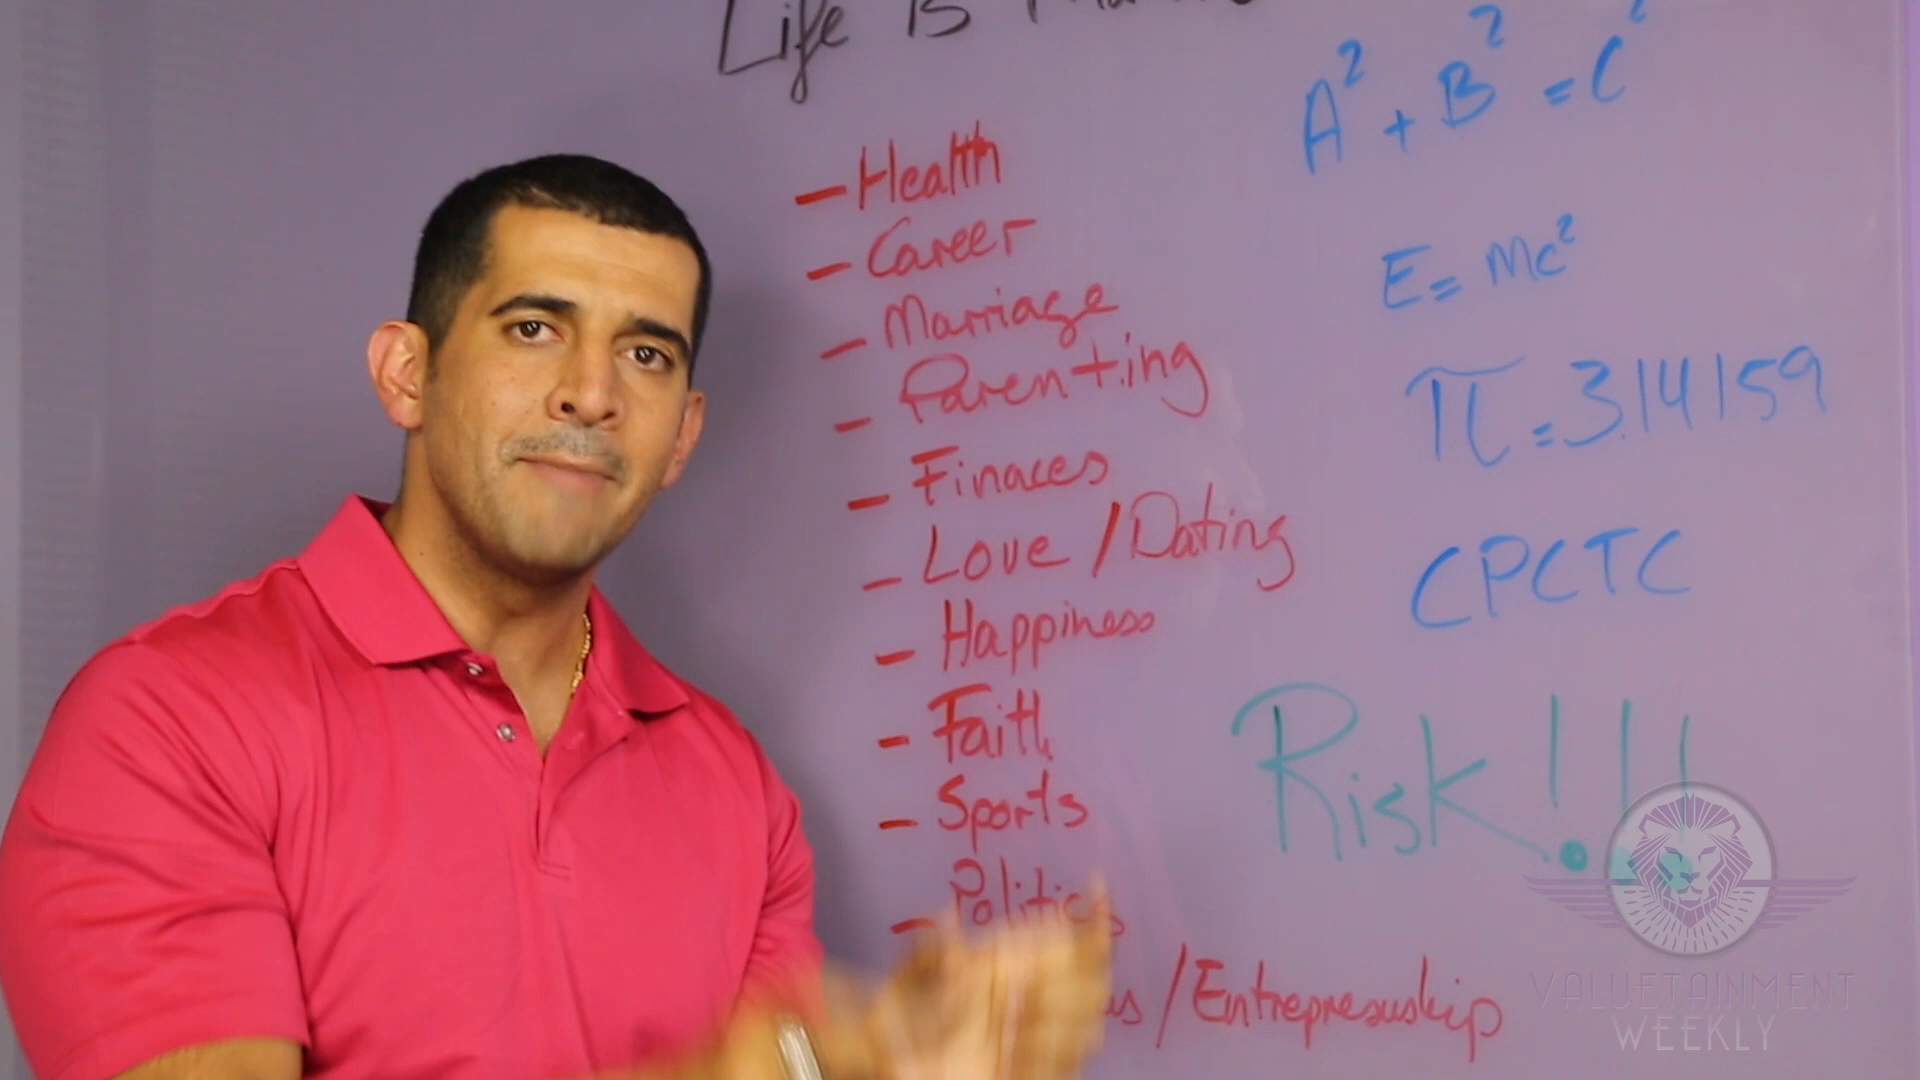 Life is
- Health
- Career
- Marriage
- Parenting
- Finaces
- Love / Dating
- Happiness
- Faith
- Sports
- Politics
/ Entrepresuship
A² + B² = C²
E = Mc²
π = 3.14159
CPCTC
Risk!!!
VALUETAINMENT
WEEKLY